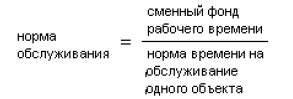 норма
обслуживания
=
сменный фонд
рабочего времени
норма времени на
обслуживание
одного объекта